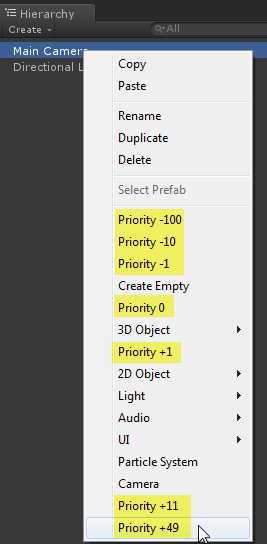 Hierarchy
Create
All
Main Camera
Directional L
Copy
Paste
Rename
Duplicate
Delete
Select Prefab
Priority -100
Priority -10
Priority -1
Create Empty
Priority 0
3D Object
Priority +1
2D Object
Light
Audio
UI
Particle System
Camera
Priority +11
Priority +49